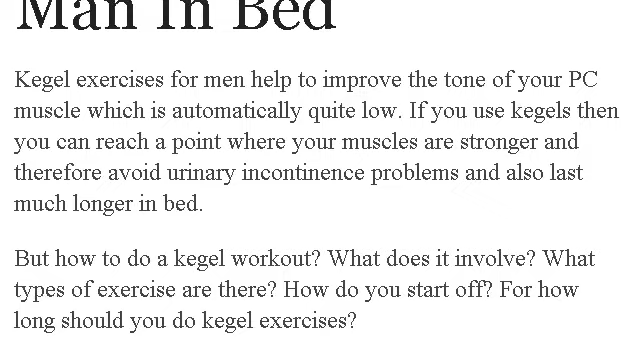 Man In Bed
Kegel exercises for men help to improve the tone of your PC
muscle which is automatically quite low. If you use kegels then
you can reach a point where your muscles are stronger and
therefore avoid urinary incontinence problems and also last
much longer in bed.
But how to do a kegel workout? What does it involve? What
types of exercise are there? How do you start off? For how
long should you do kegel exercises?